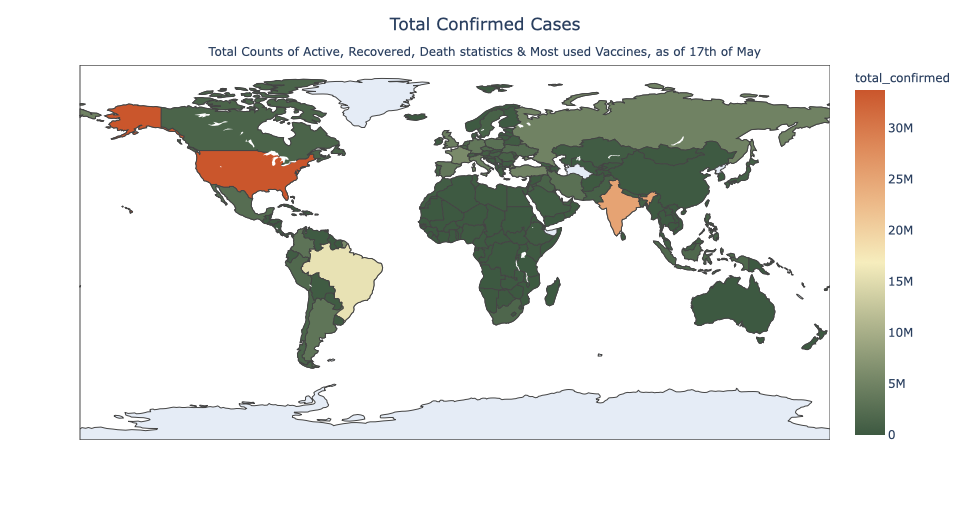 Total Confirmed Cases
Total Counts of Active, Recovered, Death statistics & Most used Vaccines, as of 17th of May
total_confirmed
30M
25M
20M
15M
10M
5M
0